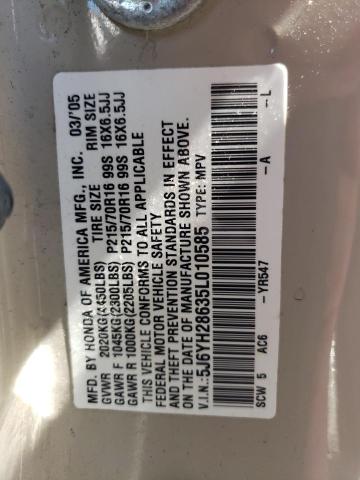 MFD. BY HONDA OF AMERICA MFG., INC. 03/'05
TIRE SIZE RIM SIZE
GVWR 2020KG(4450LBS) P215/70R16 99S 16X6.5JJ
GAWR F 1045KG(2300LBS) P215/70R16 99S 16X6.5JJ
GAWR R 1000KG(2205LBS)
THIS VEHICLE CONFORMS TO ALL APPLICABLE
FEDERAL MOTOR VEHICLE SAFETY
AND THEFT PREVENTION STANDARDS IN EFFECT
ON THE DATE OF MANUFACTURE SHOWN ABOVE.
V.I.N.: 5J6YH28635L010585 TYPE: MPV
SCW 5 AC6 -YR547 -A -L